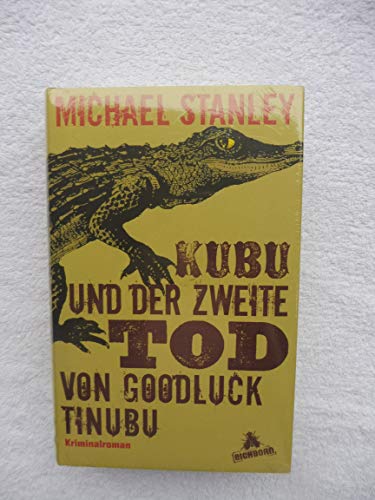 MICHAEL STANLEY
KUBU
UND DER ZWEITE
TOD
VON GOODLUCK
TINUBU
Kriminalroman
EICHBORN